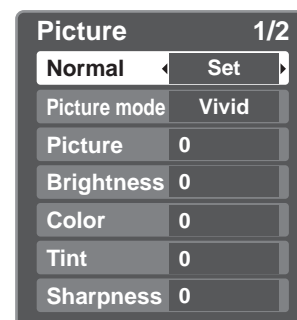 Picture 1/2
Normal Set
Picture mode Vivid
Picture 0
Brightness 0
Color 0
Tint 0
Sharpness 0